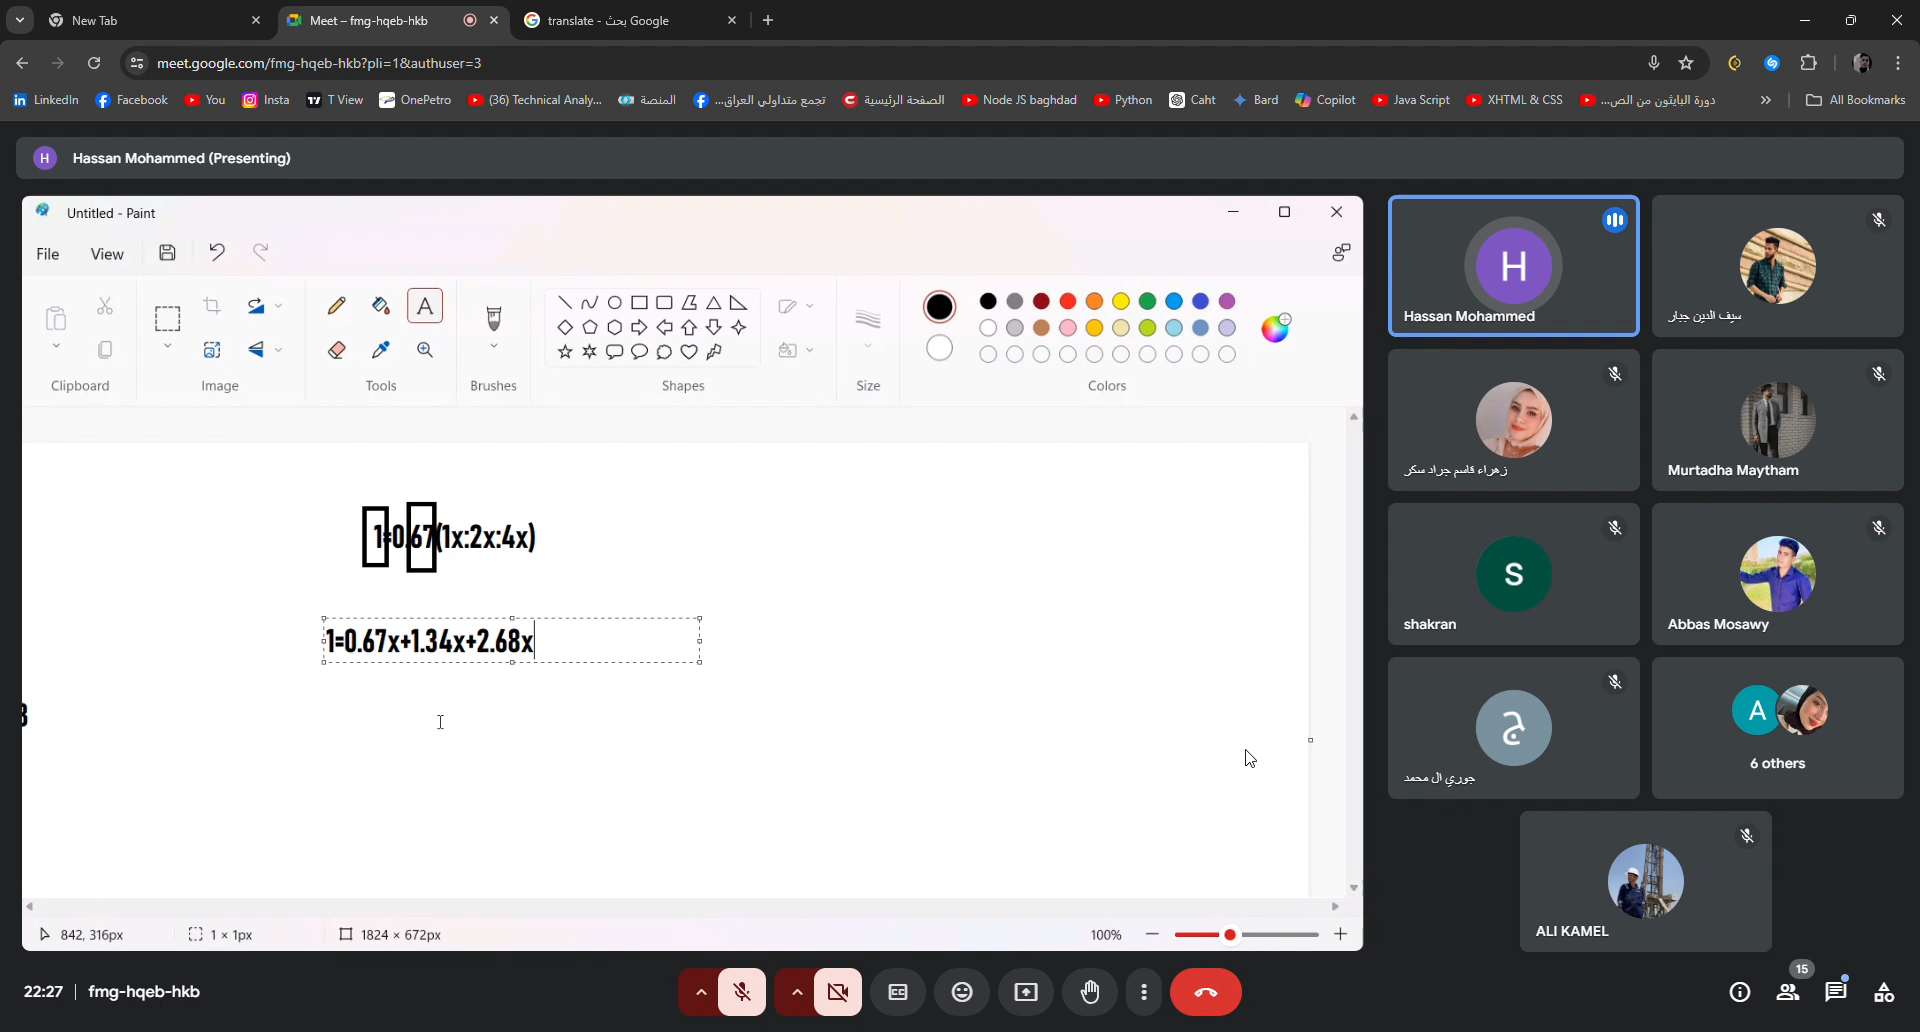 New Tab
Meet – fmg-hqeb-hkb
translate - بحث Google
meet.google.com/fmg-hqeb-hkb?pli=1&authuser=3
LinkedIn
Facebook
You
Insta
T View
OnePetro
(36) Technical Analy...
المنصة
تجمع متداولي العراق...
الصفحة الرئيسية
Node JS baghdad
Python
Caht
Bard
Copilot
Java Script
XHTML & CSS
دورة البايثون من الص...
All Bookmarks
H
Hassan Mohammed (Presenting)
Untitled - Paint
File
View
A
Clipboard
Image
Tools
Brushes
Shapes
Size
Colors
1=0.67(1x:2x:4x)
1=0.67x+1.34x+2.68x
842, 316px
1 × 1px
1824 × 672px
100%
H
Hassan Mohammed
سيف الدين جبار
زهراء قاسم جراد سكر
Murtadha Maytham
S
shakran
Abbas Mosawy
ج
جوري ال محمد
A
6 others
ALI KAMEL
22:27 | fmg-hqeb-hkb
15